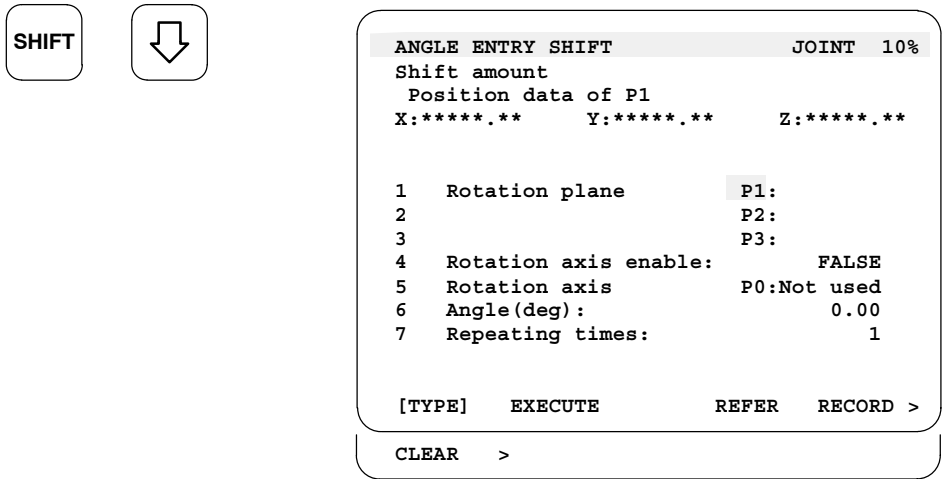 SHIFT
ANGLE ENTRY SHIFT JOINT 10%
Shift amount
Position data of P1
X:*****.** Y:*****.** Z:*****.**
1 Rotation plane P1:
2 P2:
3 P3:
4 Rotation axis enable: FALSE
5 Rotation axis P0:Not used
6 Angle(deg): 0.00
7 Repeating times: 1
[TYPE] EXECUTE REFER RECORD >
CLEAR >